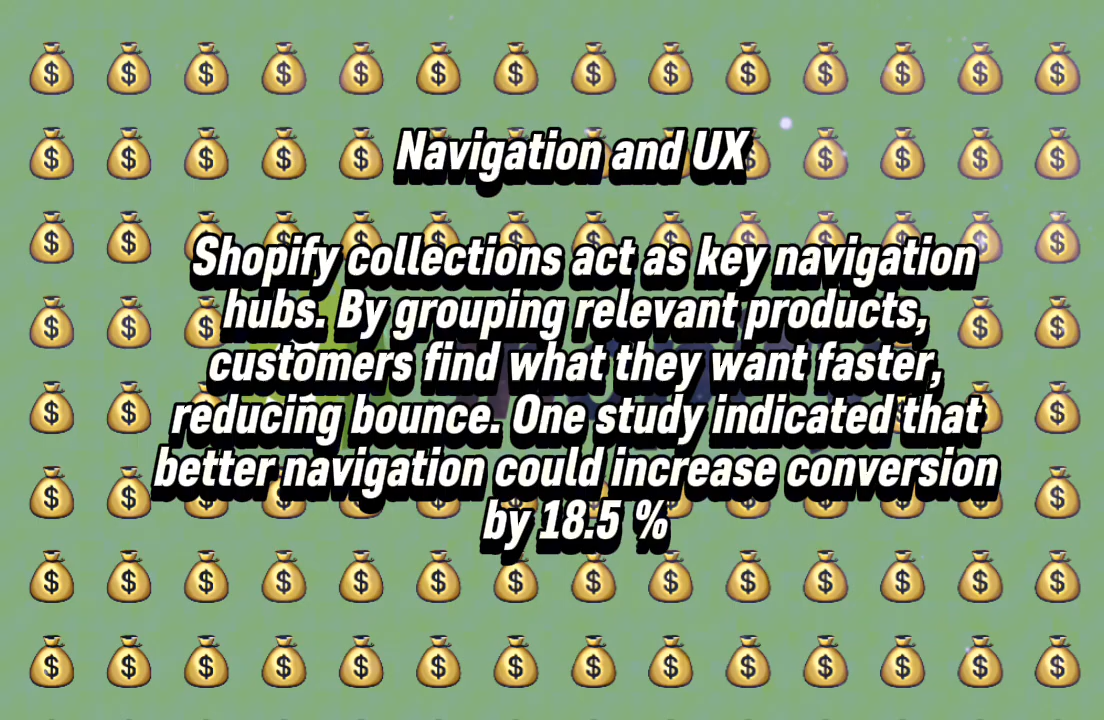 Navigation and UX
Shopify collections act as key navigation
hubs. By grouping relevant products,
customers find what they want faster,
reducing bounce. One study indicated that
better navigation could increase conversion
by 18.5 %